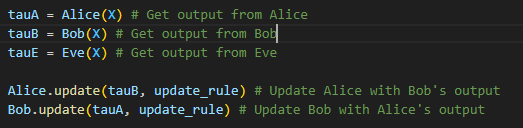 tauA = Alice(X) # Get output from Alice
tauB = Bob(X) # Get output from Bob
tauE = Eve(X) # Get output from Eve
Alice.update(tauB, update_rule) # Update Alice with Bob's output
Bob.update(tauA, update_rule) # Update Bob with Alice's output